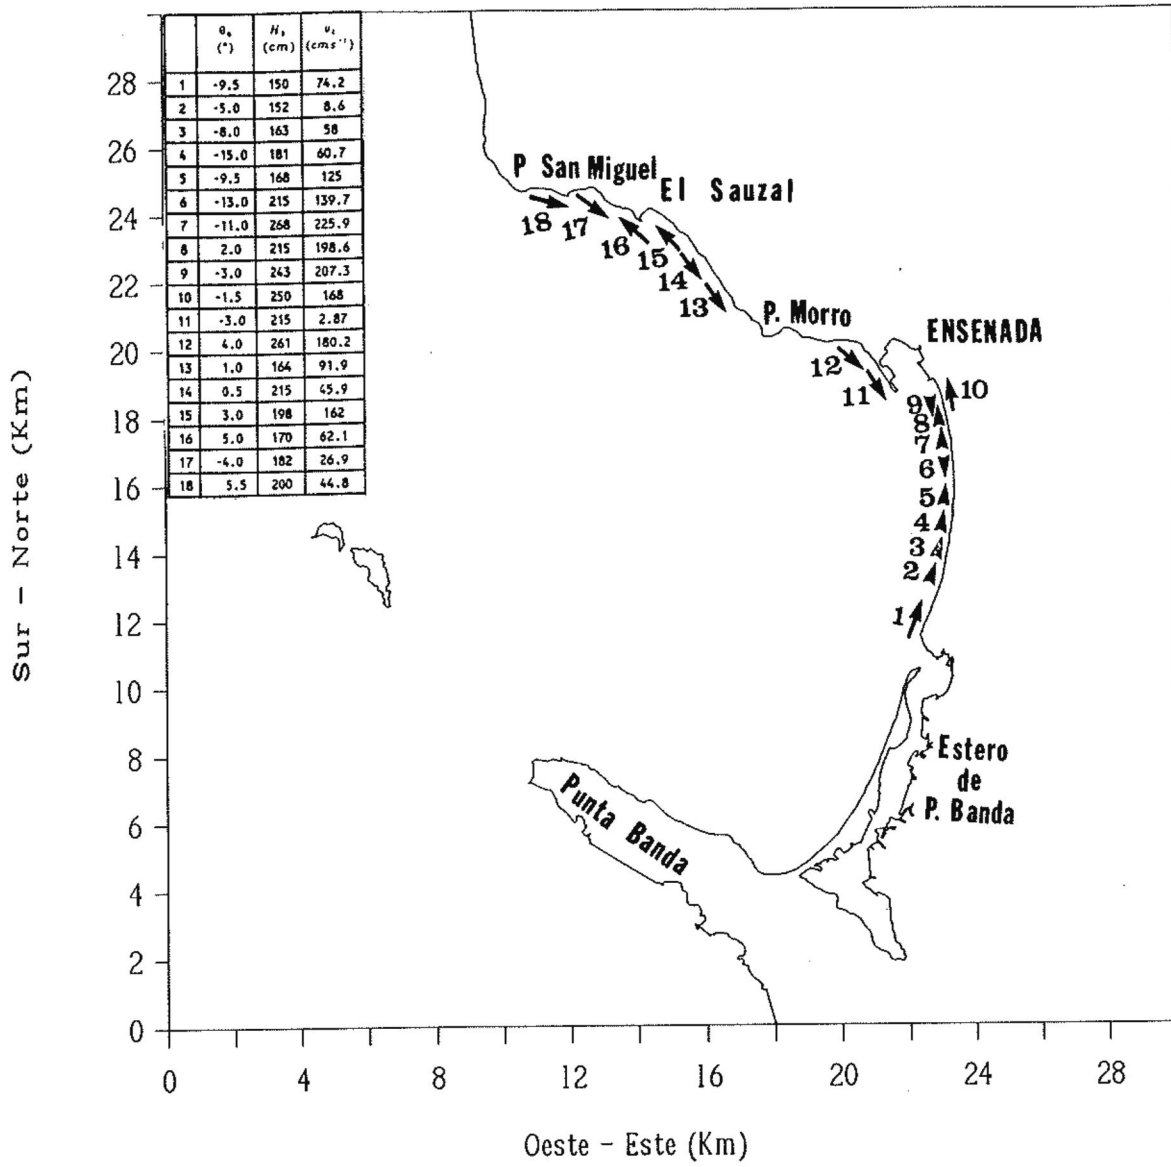 θb Hb vL
(°) (cm) (cms⁻¹)
1 -9.5 150 74.2
2 -5.0 152 8.6
3 -8.0 163 58
4 -15.0 181 60.7
5 -9.5 168 125
6 -13.0 215 139.7
7 -11.0 268 225.9
8 2.0 215 198.6
9 -3.0 243 207.3
10 -1.5 250 168
11 -3.0 215 2.87
12 4.0 261 180.2
13 1.0 164 91.9
14 0.5 215 45.9
15 3.0 198 162
16 5.0 170 62.1
17 -4.0 182 26.9
18 5.5 200 44.8
P San Miguel
El Sauzal
18
17
16
15
14
13
P. Morro
ENSENADA
12
11
10
9
8
7
6
5
4
3
2
1
Estero
de
P. Banda
Punta Banda
28
26
24
22
20
18
16
14
12
10
8
6
4
2
0
Sur - Norte (Km)
0 4 8 12 16 20 24 28
Oeste - Este (Km)